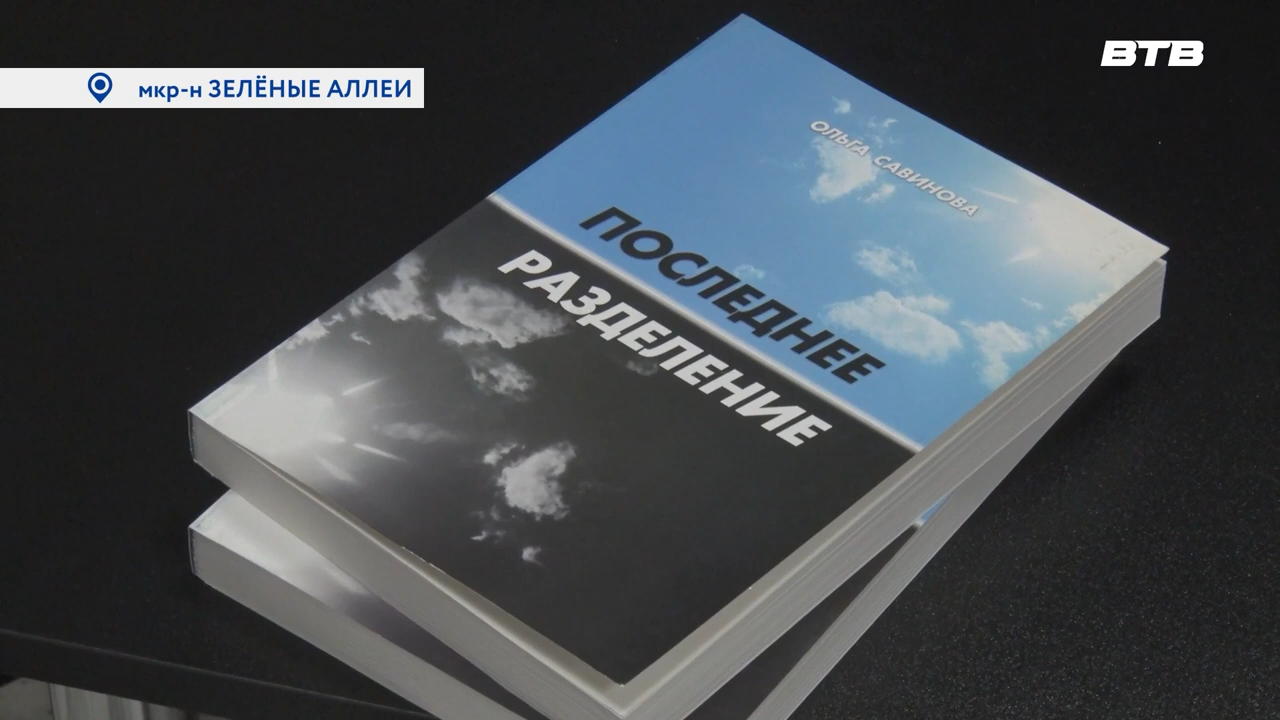 мкр-н ЗЕЛЁНЫЕ АЛЛЕИ
ВТВ
ОЛЬГА САВИНОВА
ПОСЛЕДНЕЕ
РАЗДЕЛЕНИЕ